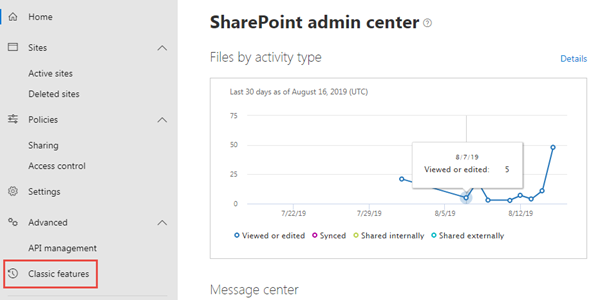 Home
Sites
Active sites
Deleted sites
Policies
Sharing
Access control
Settings
Advanced
API management
Classic features
SharePoint admin center
Files by activity type
Details
Last 30 days as of August 16, 2019 (UTC)
75
50
25
0
8/7/19
Viewed or edited: 5
7/22/19 7/29/19 8/5/19 8/12/19
Viewed or edited Synced Shared internally Shared externally
Message center